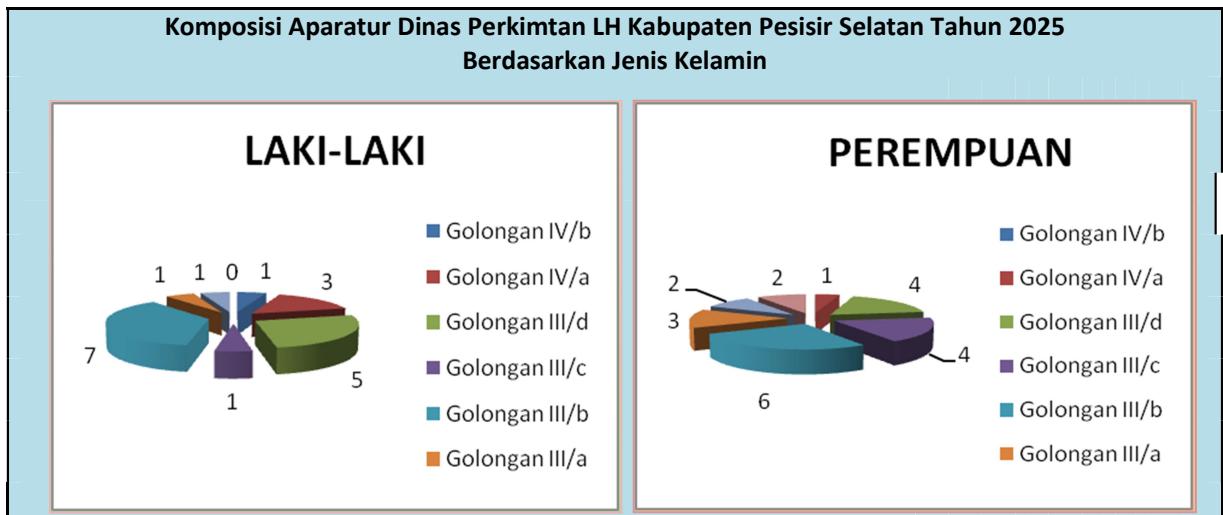 Komposisi Aparatur Dinas Perkimtan LH Kabupaten Pesisir Selatan Tahun 2025
Berdasarkan Jenis Kelamin
LAKI-LAKI
1 1 0 1 3
7
5
1
Golongan IV/b
Golongan IV/a
Golongan III/d
Golongan III/c
Golongan III/b
Golongan III/a
PEREMPUAN
2 2 1 4
3
4
6
Golongan IV/b
Golongan IV/a
Golongan III/d
Golongan III/c
Golongan III/b
Golongan III/a